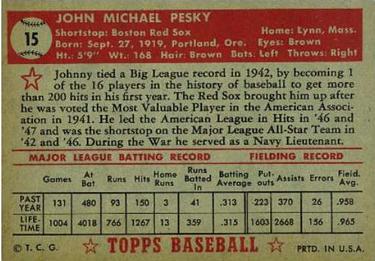 15
JOHN MICHAEL PESKY
Shortstop: Boston Red Sox Home: Lynn, Mass.
Born: Sept. 27, 1919, Portland, Ore. Eyes: Brown
Ht.: 5'9" Wt.: 168 Hair: Brown Bats: Left Throws: Right
Johnny tied a Big League record in 1942, by becoming 1
of the 16 players in the history of baseball to get more
than 200 hits in his first year. The Red Sox brought him up after
he was voted the Most Valuable Player in the American Associ-
ation in 1941. He led the American League in Hits in '46 and
'47 and was the shortstop on the Major League All-Star Team in
'42 and '46. During the War he served as a Navy Lieutenant.
MAJOR LEAGUE BATTING RECORD FIELDING RECORD
Games At Bat Runs Hits Home Runs Runs Batted In Batting Average Put-outs Assists Errors Field. Avg.
PAST YEAR 131 480 93 150 3 41 .313 223 370 26 .958
LIFE-TIME 1004 4018 766 1267 13 359 .315 1603 2668 156 .965
© T. C. G. TOPPS BASEBALL PRTD. IN U.S.A.